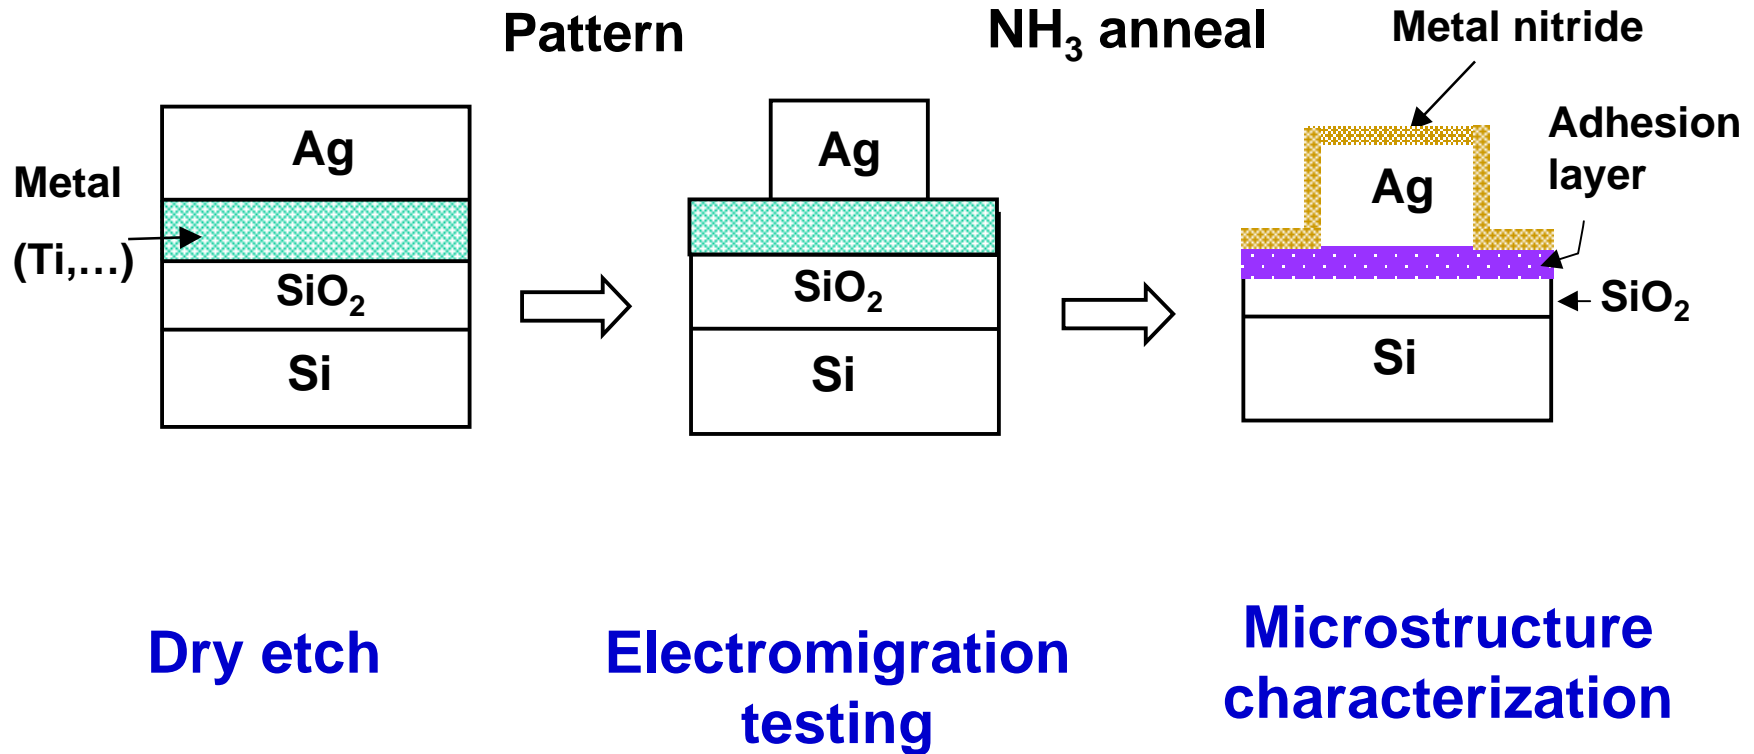 Pattern
NH₃ anneal
Metal nitride
Metal
(Ti,...)
Ag
SiO₂
Si
Ag
SiO₂
Si
Ag
Adhesion
layer
SiO₂
Si
Dry etch
Electromigration
testing
Microstructure
characterization